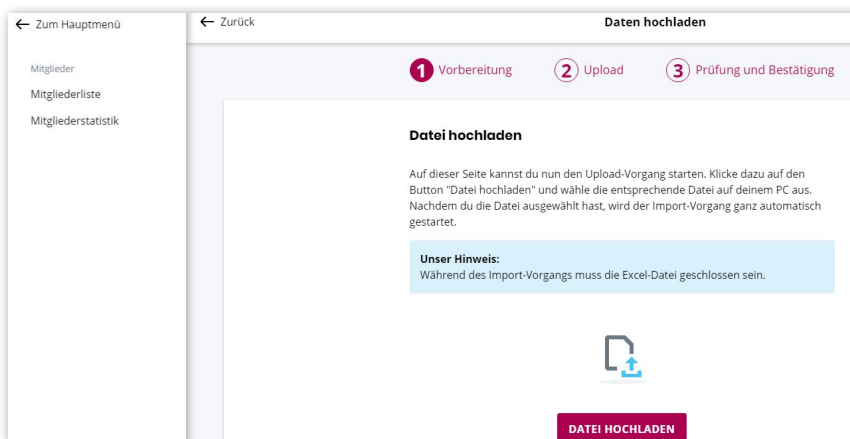 ← Zum Hauptmenü
Mitglieder
Mitgliederliste
Mitgliederstatistik
← Zurück
Daten hochladen
1 Vorbereitung
2 Upload
3 Prüfung und Bestätigung
Datei hochladen
Auf dieser Seite kannst du nun den Upload-Vorgang starten. Klicke dazu auf den
Button "Datei hochladen" und wähle die entsprechende Datei auf deinem PC aus.
Nachdem du die Datei ausgewählt hast, wird der Import-Vorgang ganz automatisch
gestartet.
Unser Hinweis:
Während des Import-Vorgangs muss die Excel-Datei geschlossen sein.
DATEI HOCHLADEN